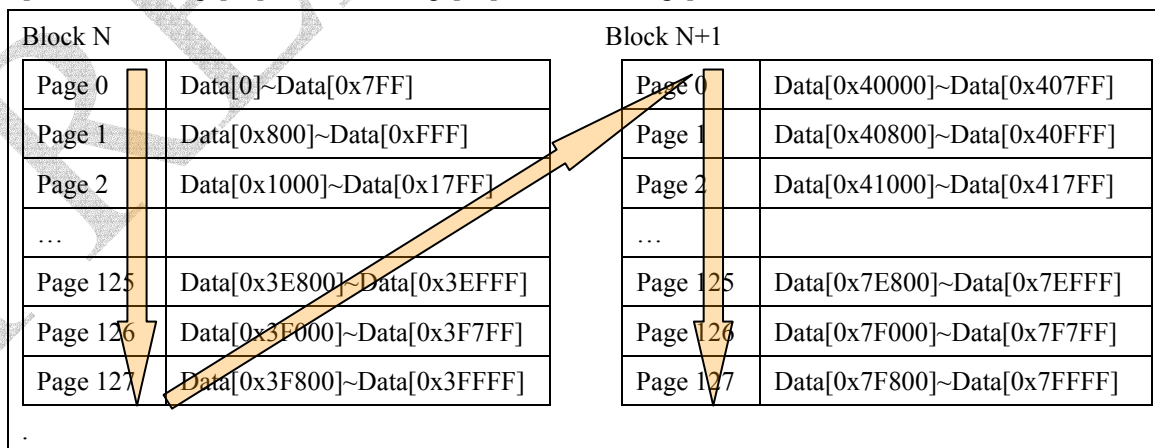 Block N Block N+1
Page 0 Data[0]~Data[0x7FF] Page 0 Data[0x40000]~Data[0x407FF]
Page 1 Data[0x800]~Data[0xFFF] Page 1 Data[0x40800]~Data[0x40FFF]
Page 2 Data[0x1000]~Data[0x17FF] Page 2 Data[0x41000]~Data[0x417FF]
… …
Page 125 Data[0x3E800]~Data[0x3EFFF] Page 125 Data[0x7E800]~Data[0x7EFFF]
Page 126 Data[0x3F000]~Data[0x3F7FF] Page 126 Data[0x7F000]~Data[0x7F7FF]
Page 127 Data[0x3F800]~Data[0x3FFFF] Page 127 Data[0x7F800]~Data[0x7FFFF]
.